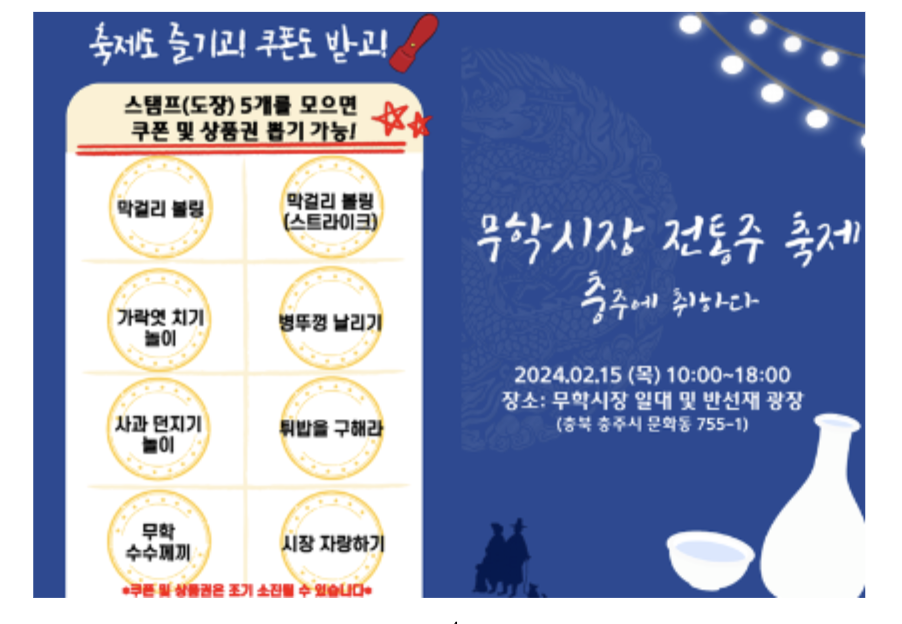 축제도 즐기고! 쿠폰도 받고!
스탬프(도장) 5개를 모으면
쿠폰 및 상품권 뽑기 가능!
막걸리 볼링
막걸리 볼링
(스트라이크)
가락엿 치기
놀이
병뚜껑 날리기
사과 던지기
놀이
튀밥을 구해라
무학
수수께끼
시장 자랑하기
*쿠폰 및 상품권은 조기 소진될 수 있습니다*
무학시장 전통주 축제
충주에 취하다
2024.02.15 (목) 10:00~18:00
장소: 무학시장 일대 및 반선재 광장
(충북 충주시 문화동 755-1)